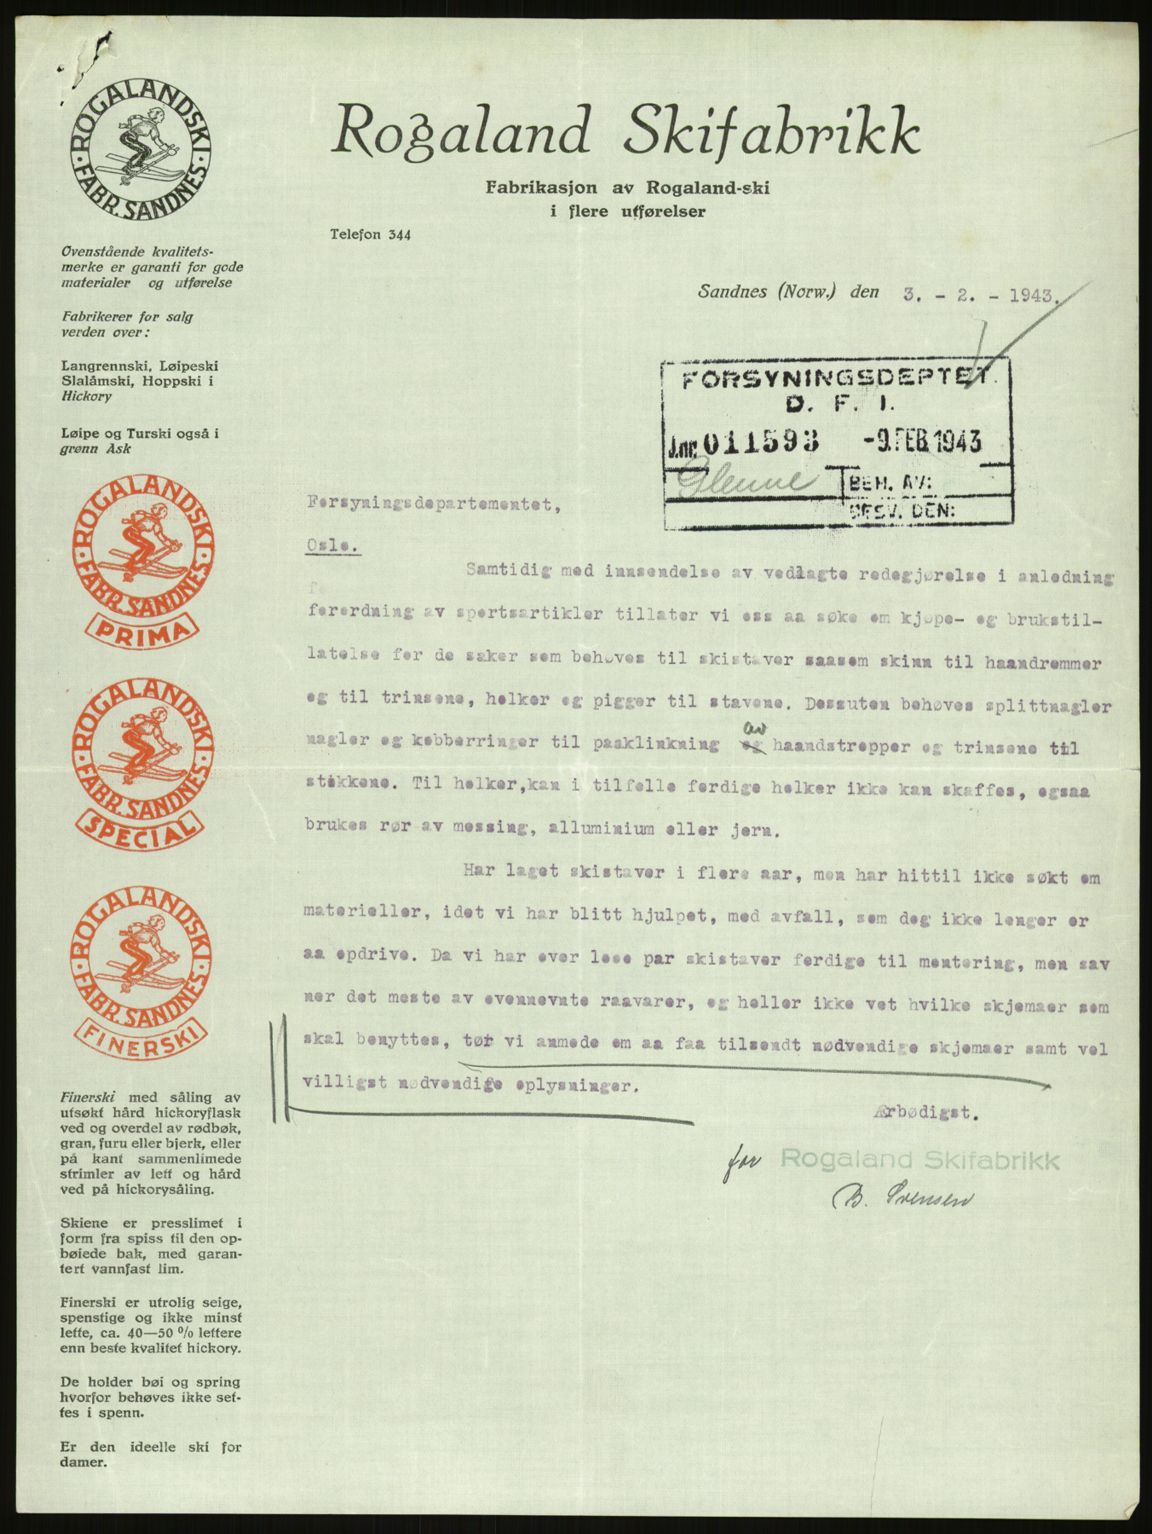 ROGALANDSKI
FABR. SANDNES
Rogaland Skifabrikk
Fabrikasjon av Rogaland-ski
i flere utførelser
Telefon 344
Ovenstående kvalitets-
merke er garanti for gode
materialer og utførelse
Fabrikerer for salg
verden over:
Langrennski, Løipeski
Slalåmski, Hoppski i
Hickory
Løipe og Turski også i
grønn Ask
ROGALANDSKI
FABR. SANDNES
PRIMA
ROGALANDSKI
FABR. SANDNES
SPECIAL
ROGALANDSKI
FABR. SANDNES
FINERSKI
Finerski med såling av
utsøkt hård hickoryflask
ved og overdel av rødbøk,
gran, furu eller bjerk, eller
på kant sammenlimede
strimler av lett og hård
ved på hickorysåling.
Skiene er presslimet i
form fra spiss til den op-
bøiede bak, med garan-
tert vannfast lim.
Finerski er utrolig seige,
spenstige og ikke minst
lette, ca. 40—50 % lettere
enn beste kvalitet hickory.
De holder bøi og spring
hvorfor behøves ikke set-
tes i spenn.
Er den ideelle ski for
damer.
Sandnes (Norw.) den 3. - 2. - 1943.
FORSYNINGSDEPTET.
D. F. I.
J.nr. 011593 -9.FEB.1943
Glenne BEH. AV:
BESV. DEN:
Forsyningsdepartementet,
Oslo.
Samtidig med innsendelse av vedlagte redegjørelse i anledning
forordning av sportsartikler tillater vi oss aa søke om kjøpe- og brukstil-
latelse for de saker som behøves til skistaver saasom skinn til haandremmer
og til trinsene, holker og pigger til stavene. Dessuten behøves splittnagler
nagler og kobberringer til paaklinkning og av haandstropper og trinsene til
stokkene. Til holker,kan i tilfelle ferdige holker ikke kan skaffes, ogsaa
brukes rør av messing, alluminium eller jern.
Har laget skistaver i flere aar, men har hittil ikke søkt om
materieller, idet vi har blitt hjulpet, med avfall, som dog ikke lenger er
aa opdrive. Da vi har over lose par skistaver ferdige til montering, men sav
ner det meste av ovennevnte raavarer, og heller ikke vet hvilke skjemaer som
skal benyttes, tør vi anmode om aa faa tilsendt nødvendige skjemaer samt vel
villigst nødvendige oplysninger.
Ærbødigst.
for Rogaland Skifabrikk
B. Svensen